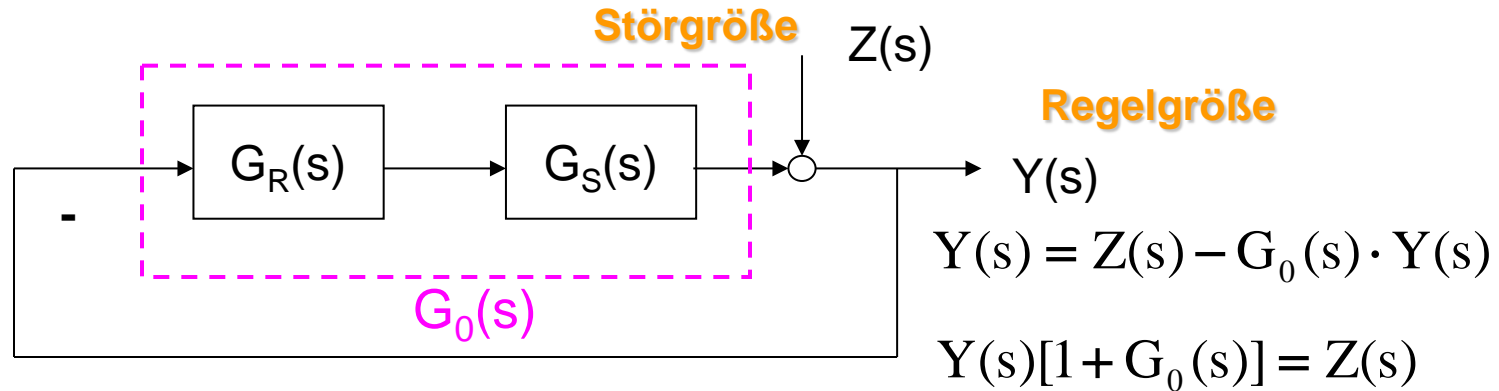 Störgröße
Z(s)
Regelgröße
G_R(s)
G_S(s)
Y(s)
-
Y(s) = Z(s) − G_0(s) · Y(s)
G_0(s)
Y(s)[1 + G_0(s)] = Z(s)